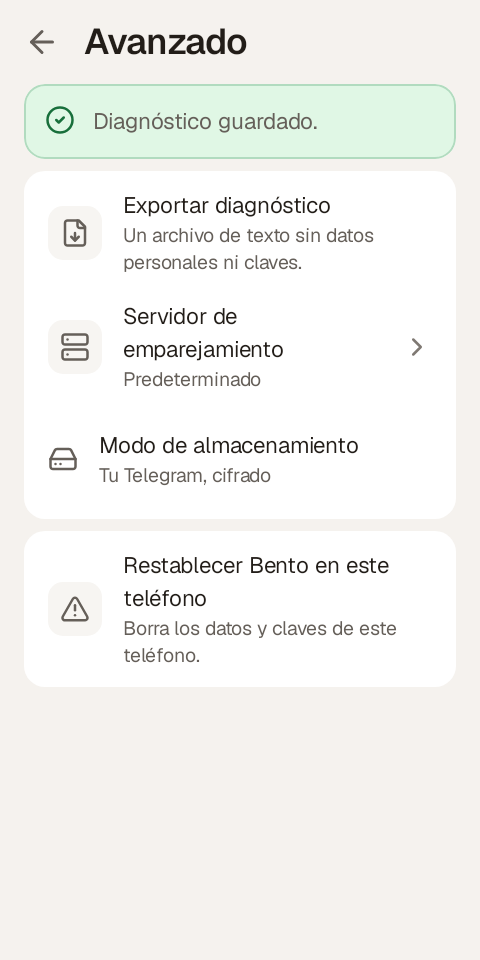 Avanzado
Diagnóstico guardado.
Exportar diagnóstico
Un archivo de texto sin datos
personales ni claves.
Servidor de
emparejamiento
Predeterminado
Modo de almacenamiento
Tu Telegram, cifrado
Restablecer Bento en este
teléfono
Borra los datos y claves de este
teléfono.